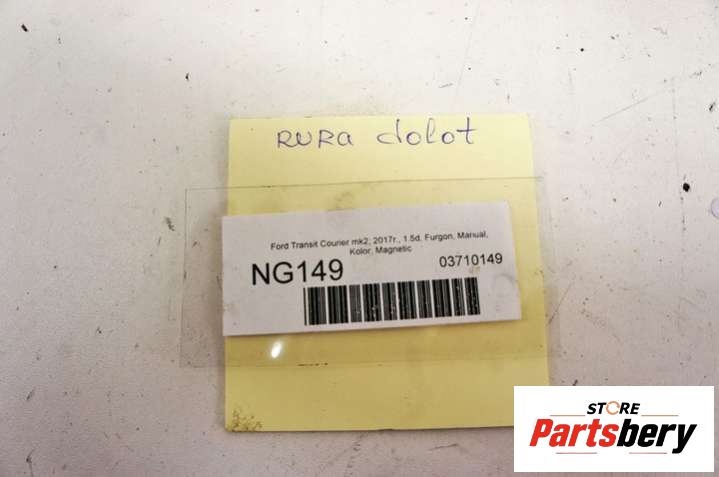 RURA dolot
Ford Transit Courier mk2, 2017r., 1.5d, Furgon, Manual,
Kolor, Magnetic
NG149
03710149
STORE
Partsbery